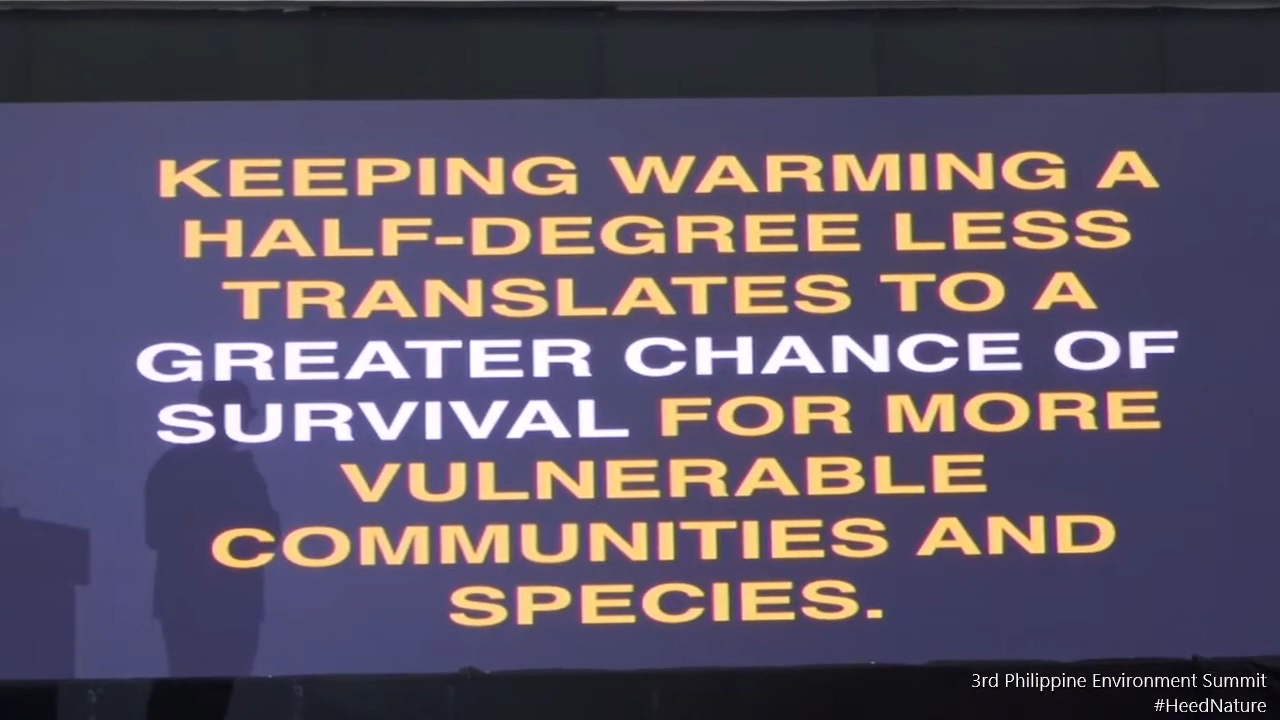 KEEPING WARMING A
HALF-DEGREE LESS
TRANSLATES TO A
GREATER CHANCE OF
SURVIVAL FOR MORE
VULNERABLE
COMMUNITIES AND
SPECIES.
3rd Philippine Environment Summit
#HeedNature